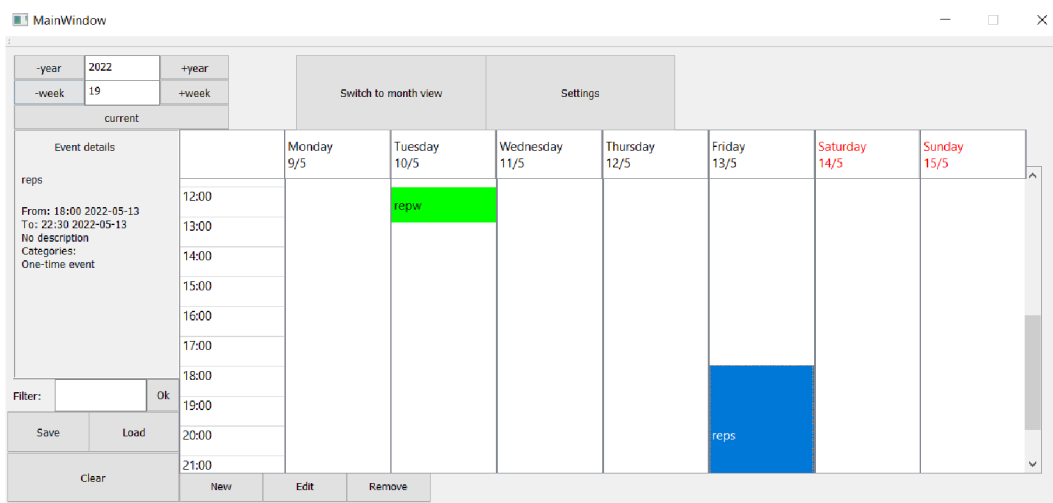 MainWindow
-year 2022 +year
-week 19 +week
current
Switch to month view
Settings
Event details
reps
From: 18:00 2022-05-13
To: 22:30 2022-05-13
No description
Categories:
One-time event
Monday
9/5
Tuesday
10/5
Wednesday
11/5
Thursday
12/5
Friday
13/5
Saturday
14/5
Sunday
15/5
12:00
repw
13:00
14:00
15:00
16:00
17:00
18:00
19:00
20:00
reps
21:00
Filter: Ok
Save Load
Clear
New Edit Remove